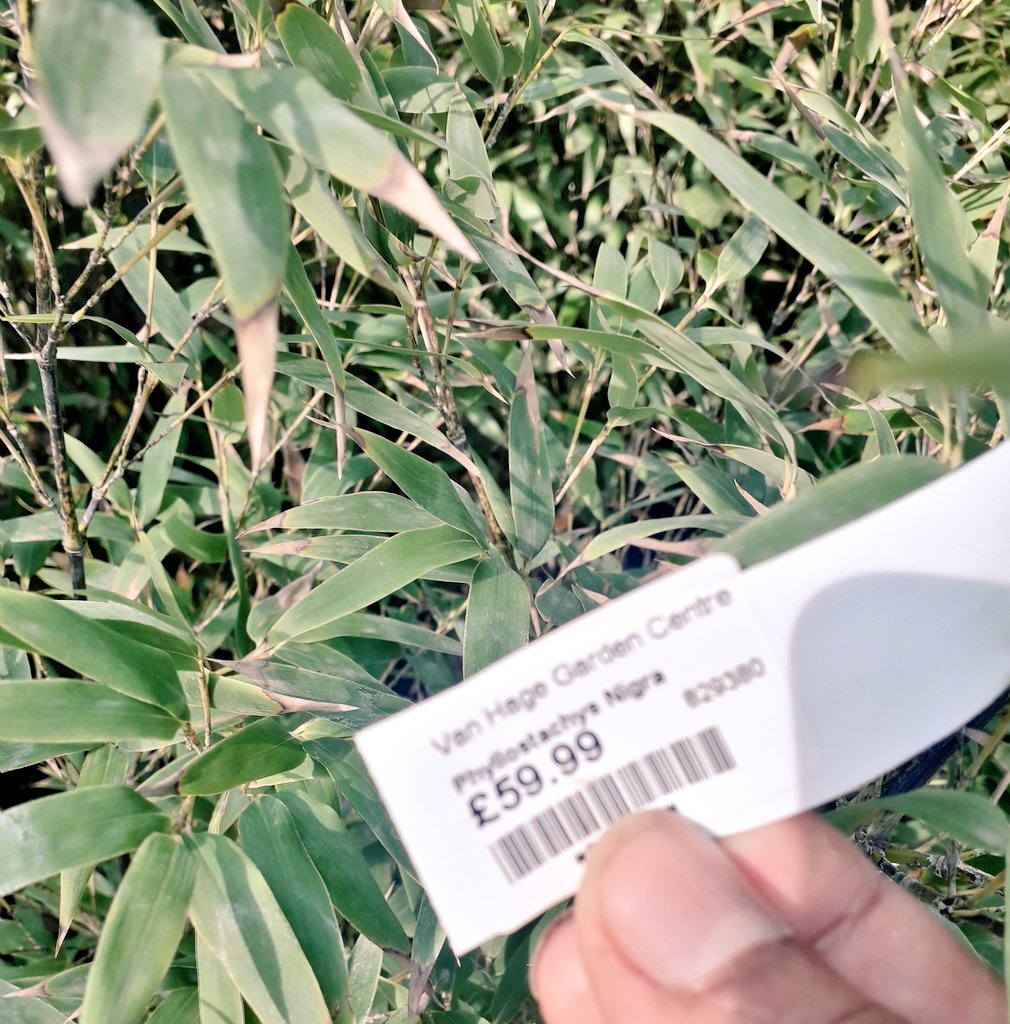 Van Hage Garden Centre
Phyllostachys Nigra 829380
£59.99